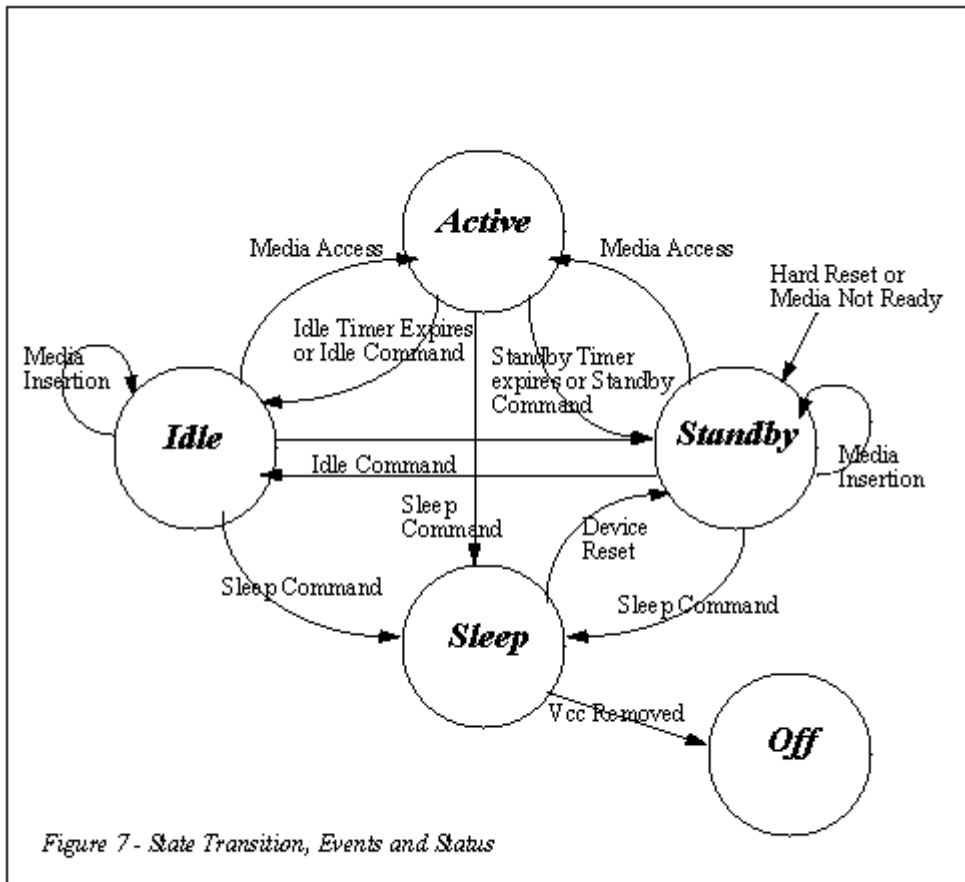 Active
Media Access
Media Access
Hard Reset or
Media Not Ready
Idle Timer Expires
or Idle Command
Media
Insertion
Standby Timer
expires or Standby
Command
Idle
Standby
Idle Command
Media
Insertion
Sleep
Command
Device
Reset
Sleep Command
Sleep Command
Sleep
Vcc Removed
Off
Figure 7 - State Transition, Events and Status